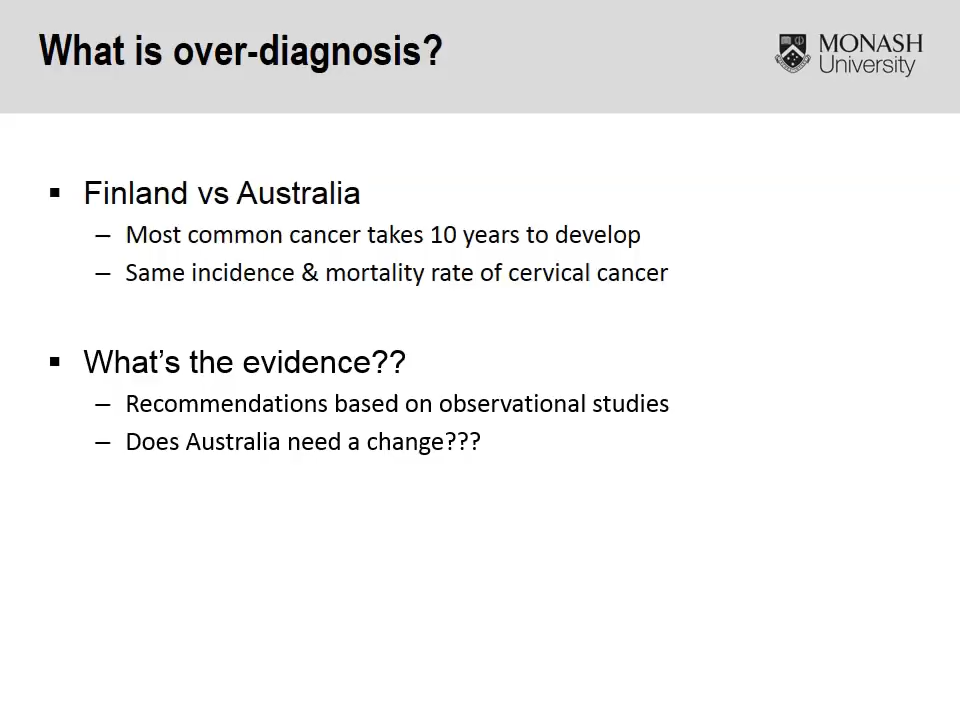 What is over-diagnosis?
MONASH
University
▪ Finland vs Australia
– Most common cancer takes 10 years to develop
– Same incidence & mortality rate of cervical cancer
▪ What’s the evidence??
– Recommendations based on observational studies
– Does Australia need a change???